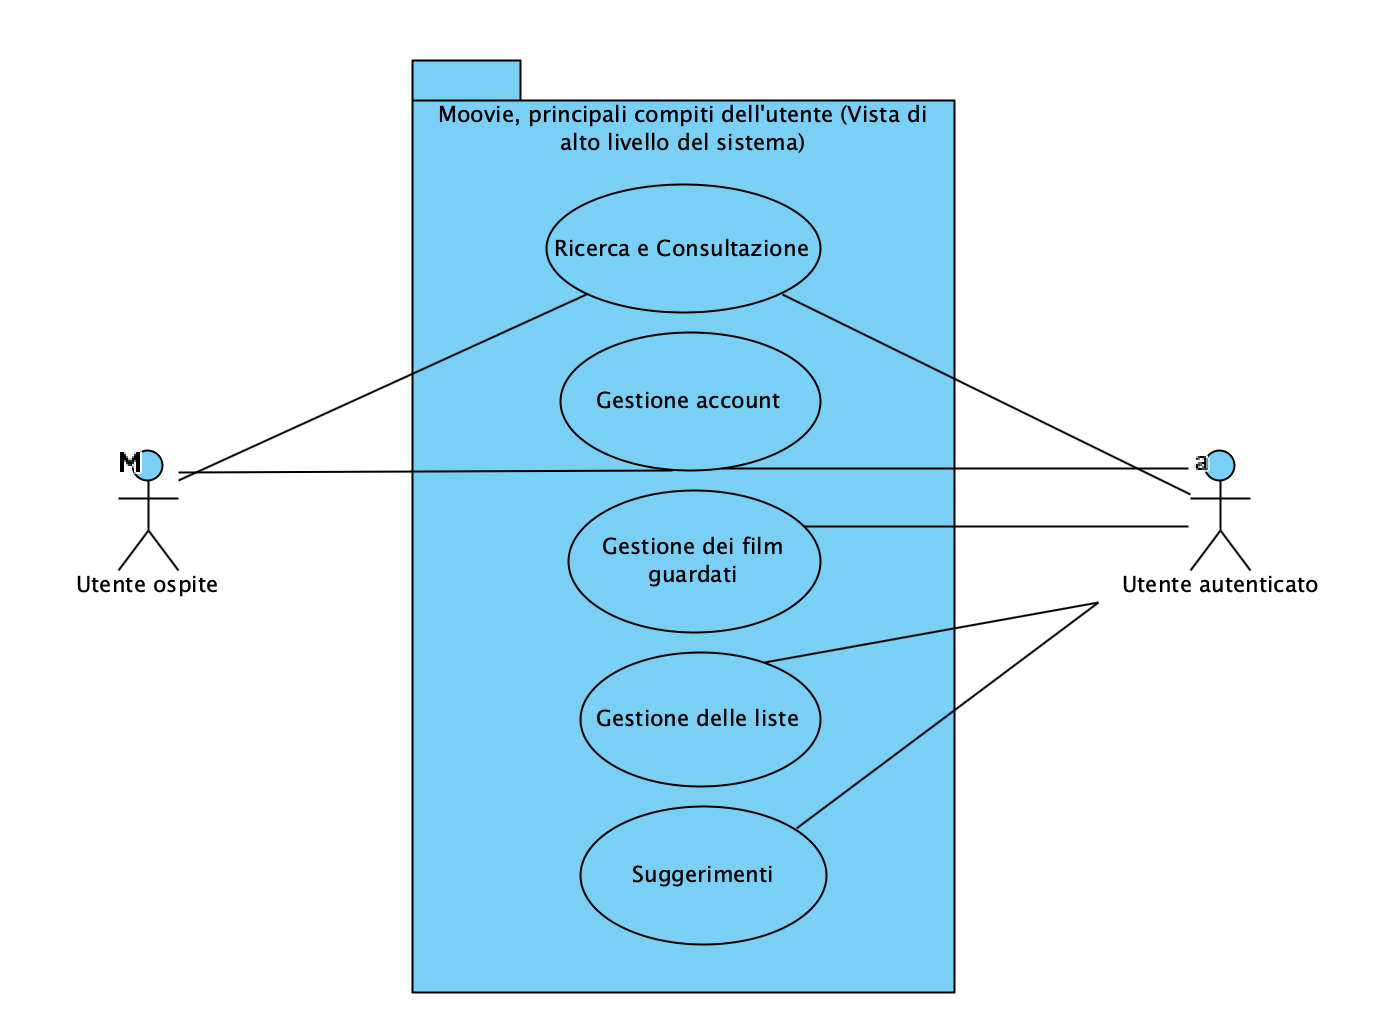 Moovie, principali compiti dell'utente (Vista di
alto livello del sistema)
Ricerca e Consultazione
Gestione account
M
a
Gestione dei film
guardati
Utente ospite
Utente autenticato
Gestione delle liste
Suggerimenti